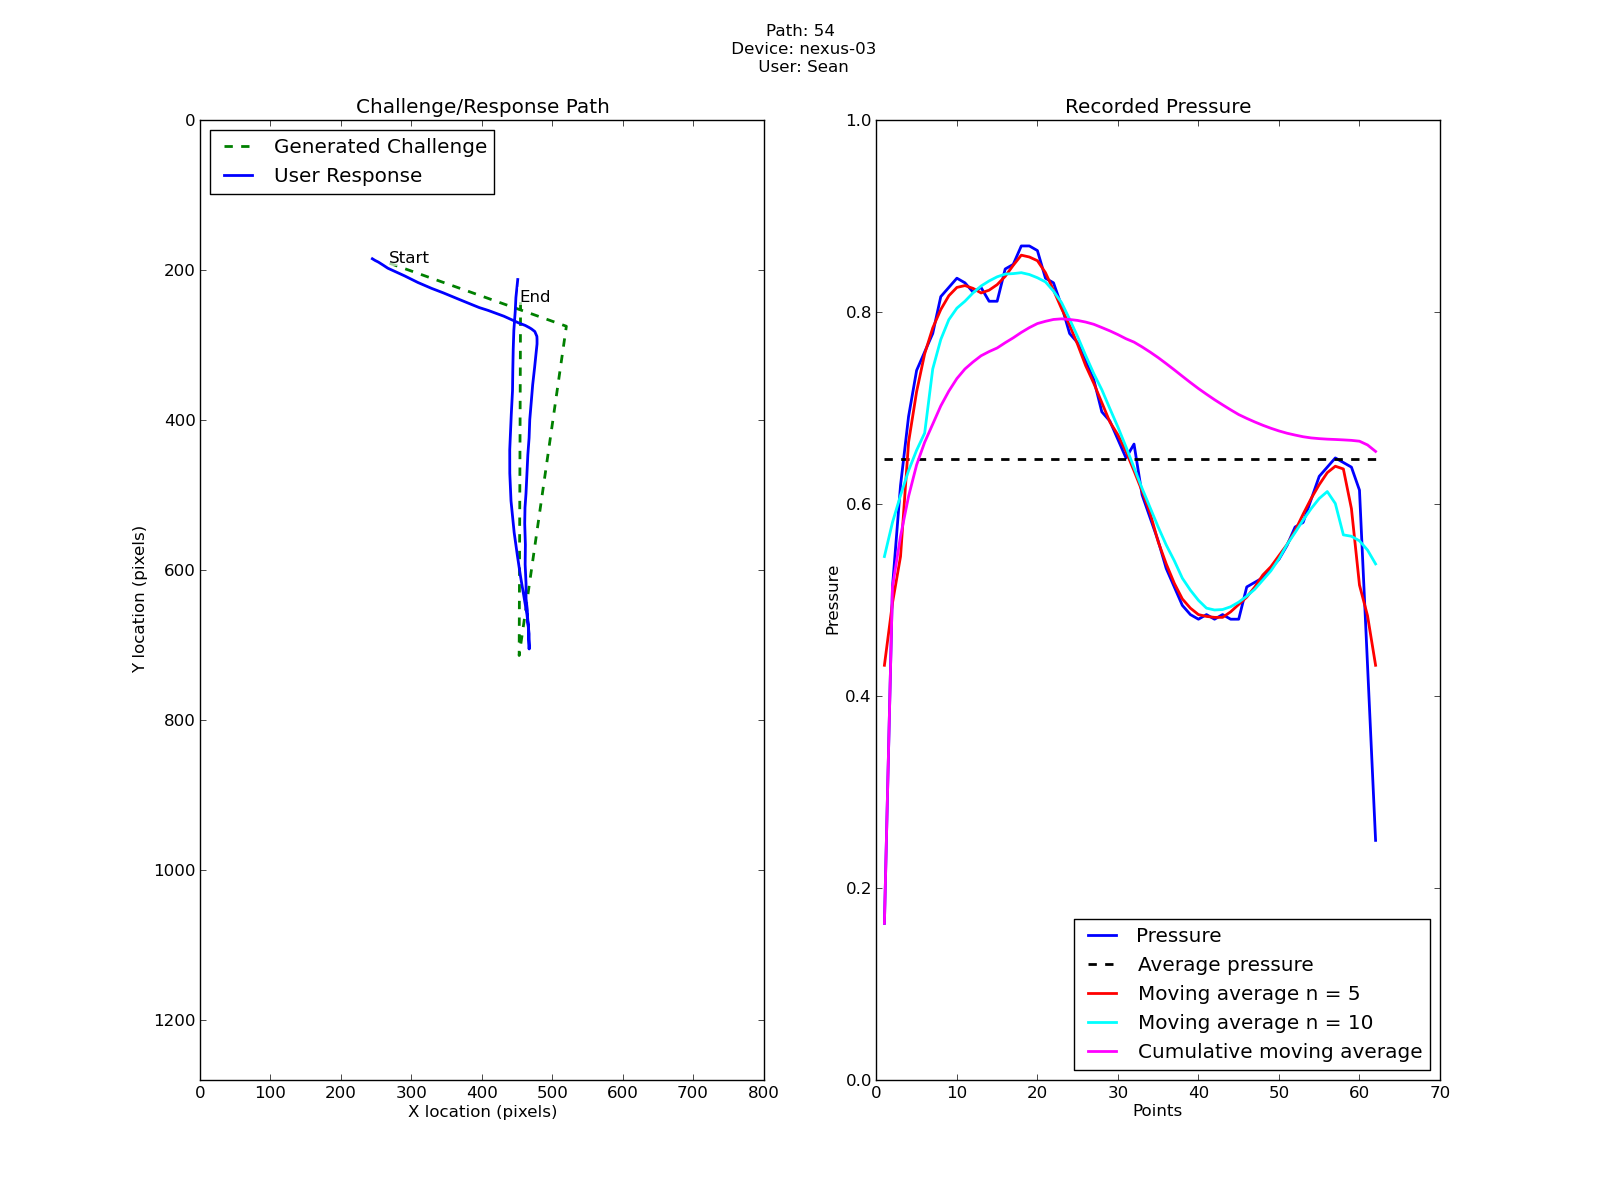 Path: 54
Device: nexus-03
User: Sean
Challenge/Response Path
Generated Challenge
User Response
Start
End
0
200
400
600
800
1000
1200
Y location (pixels)
0 100 200 300 400 500 600 700 800
X location (pixels)
Recorded Pressure
1.0
0.8
0.6
0.4
0.2
0.0
Pressure
Pressure
Average pressure
Moving average n = 5
Moving average n = 10
Cumulative moving average
0 10 20 30 40 50 60 70
Points